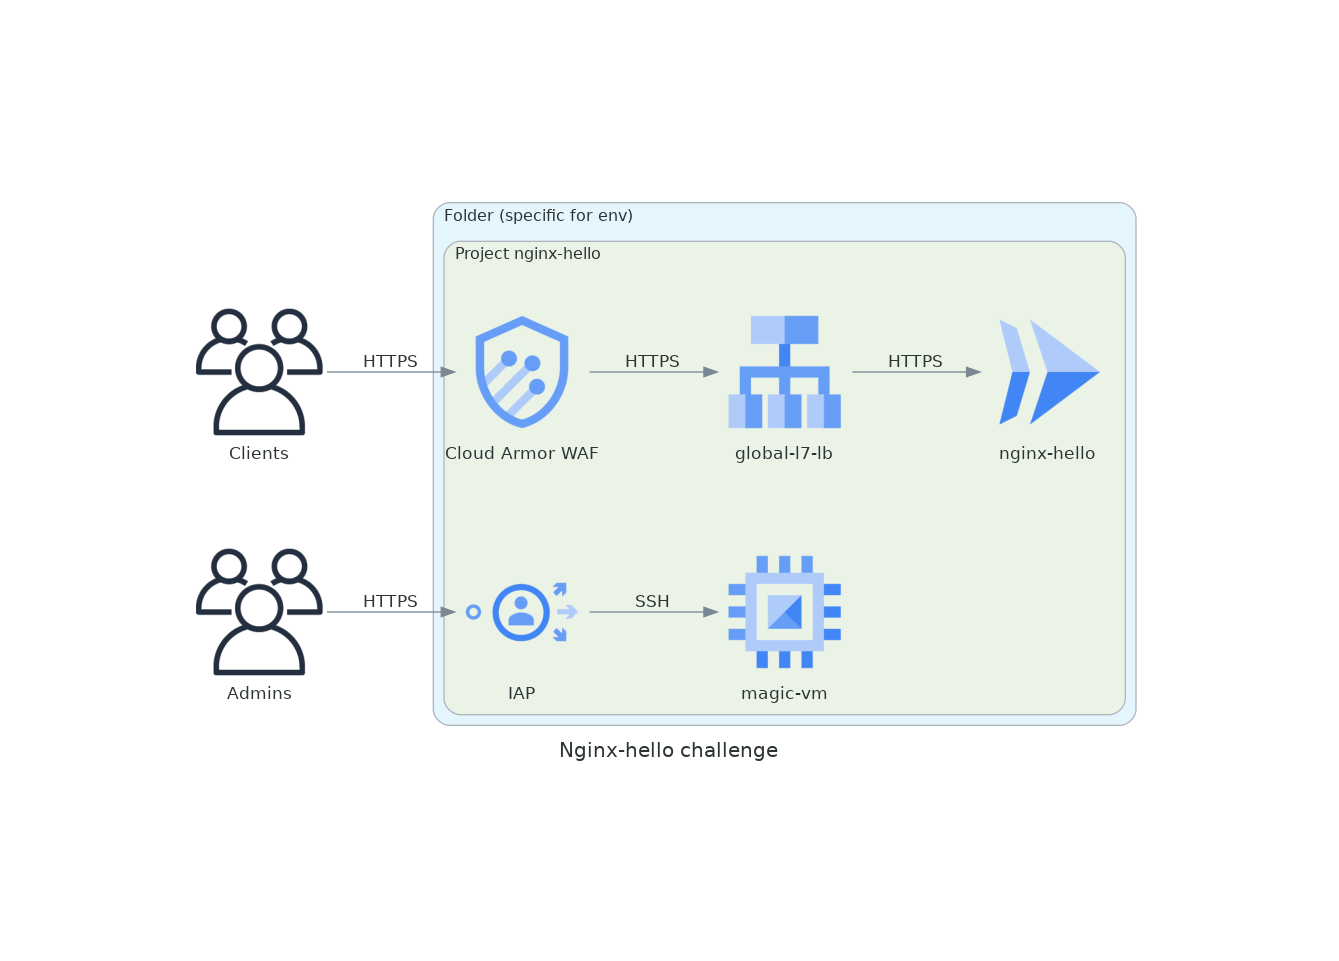 Folder (specific for env)
Project nginx-hello
HTTPS
HTTPS
HTTPS
Clients
Cloud Armor WAF
global-l7-lb
nginx-hello
HTTPS
SSH
Admins
IAP
magic-vm
Nginx-hello challenge